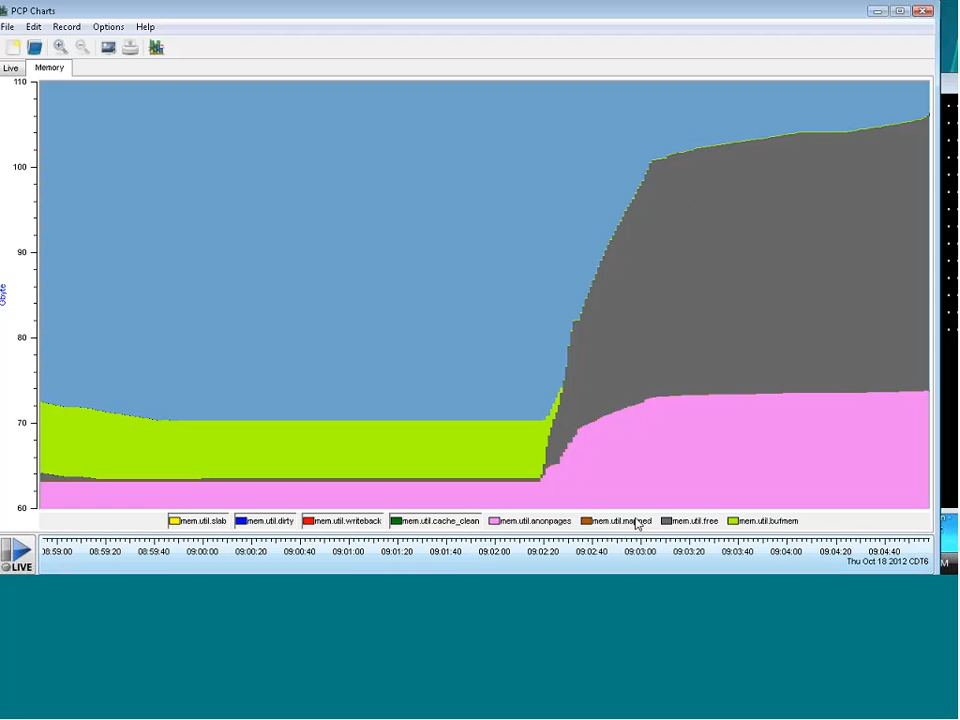 PCP Charts
File Edit Record Options Help
Live Memory
110
100
90
80
70
60
Gbyte
mem.util.slab mem.util.dirty mem.util.writeback mem.util.cache_clean mem.util.anonpages mem.util.free mem.util.bufmem
LIVE
08:59:00 08:59:20 08:59:40 09:00:00 09:00:20 09:00:40 09:01:00 09:01:20 09:01:40 09:02:00 09:02:20 09:02:40 09:03:00 09:03:20 09:03:40 09:04:00 09:04:20 09:04:40
Thu Oct 18 2012 CDT6
M